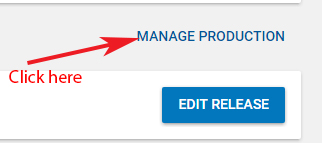 MANAGE PRODUCTION
Click here
EDIT RELEASE